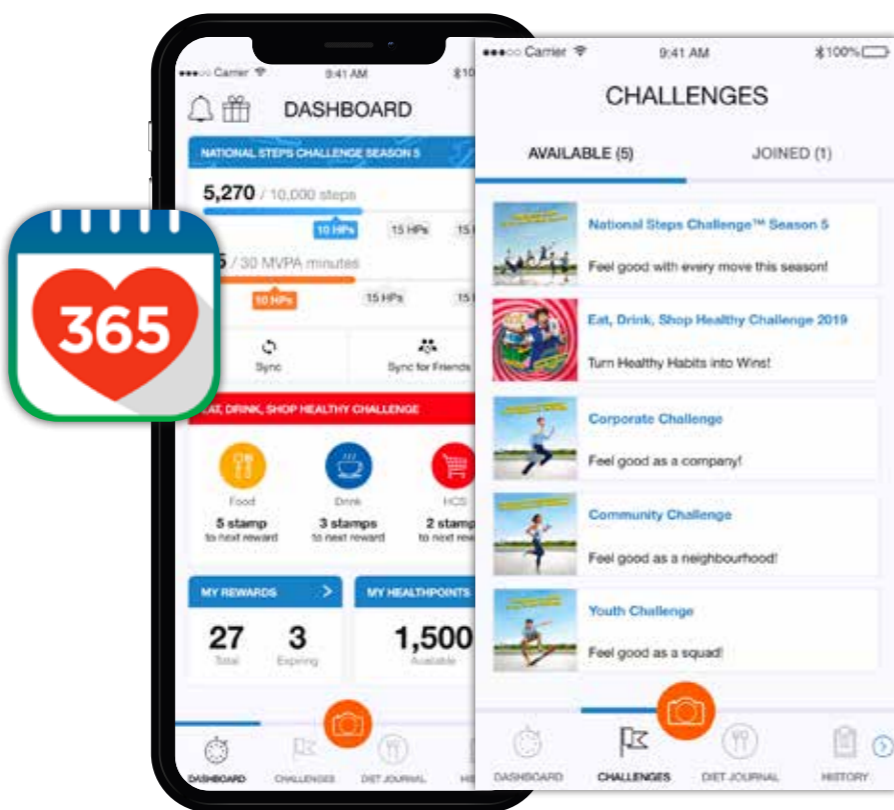 Carrier
9:41 AM
DASHBOARD
NATIONAL STEPS CHALLENGE SEASON 5
5,270 / 10,000 steps
10 HPs
15 HPs
15
/ 30 MVPA minutes
10 HPs
15 HPs
15
Sync
Sync for Friends
EAT, DRINK, SHOP HEALTHY CHALLENGE
Food
Drink
HCS
5 stamp
3 stamps
2 stamp
to next reward
to next reward
to next
MY REWARDS
MY HEALTHPOINTS
27
3
1,500
Total
Expiring
Available
DASHBOARD
CHALLENGES
DIET JOURNAL
365
Carrier
9:41 AM
100%
CHALLENGES
AVAILABLE (5)
JOINED (1)
National Steps Challenge™ Season 5
Feel good with every move this season!
Eat, Drink, Shop Healthy Challenge 2019
Turn Healthy Habits into Wins!
Corporate Challenge
Feel good as a company!
Community Challenge
Feel good as a neighbourhood!
Youth Challenge
Feel good as a squad!
DASHBOARD
CHALLENGES
DIET JOURNAL
HISTORY